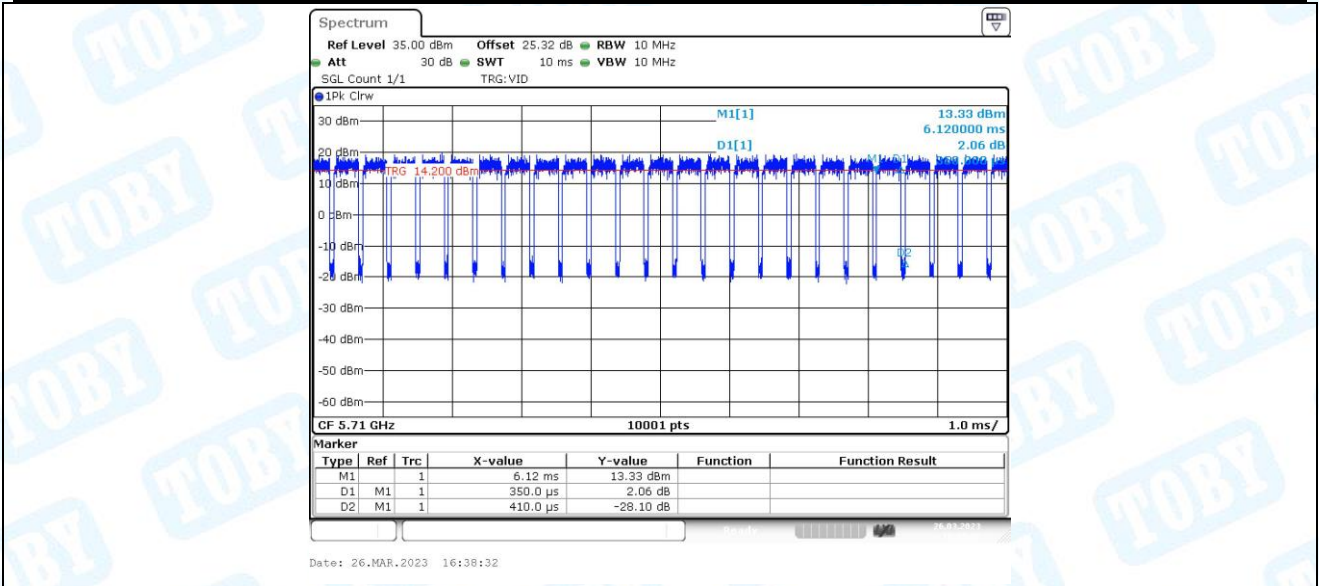 Spectrum
Ref Level 35.00 dBm Offset 25.32 dB RBW 10 MHz
Att 30 dB SWT 10 ms VBW 10 MHz
SGL Count 1/1 TRG:VID
1Pk Clrw
M1[1] 13.33 dBm
6.120000 ms
D1[1] 2.06 dB
30 dBm
20 dBm
TRG 14.200 dBm
10 dBm
0 dBm
-10 dBm
D2
-20 dBm
-30 dBm
-40 dBm
-50 dBm
-60 dBm
CF 5.71 GHz 10001 pts 1.0 ms/
Marker
Type Ref Trc X-value Y-value Function Function Result
M1 1 6.12 ms 13.33 dBm
D1 M1 1 350.0 µs 2.06 dB
D2 M1 1 410.0 µs -28.10 dB
Ready 26.03.2023
Date: 26.MAR.2023 16:38:32
TOBY